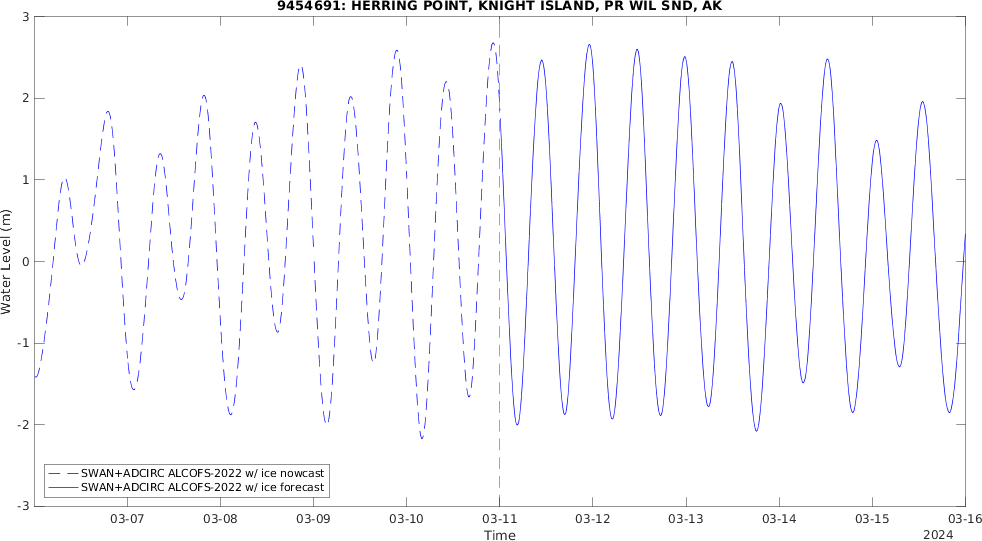 9454691: HERRING POINT, KNIGHT ISLAND, PR WIL SND, AK
3
2
1
0
-1
-2
-3
Water Level (m)
SWAN+ADCIRC ALCOFS-2022 w/ ice nowcast
SWAN+ADCIRC ALCOFS-2022 w/ ice forecast
03-07 03-08 03-09 03-10 03-11 03-12 03-13 03-14 03-15 03-16
Time
2024